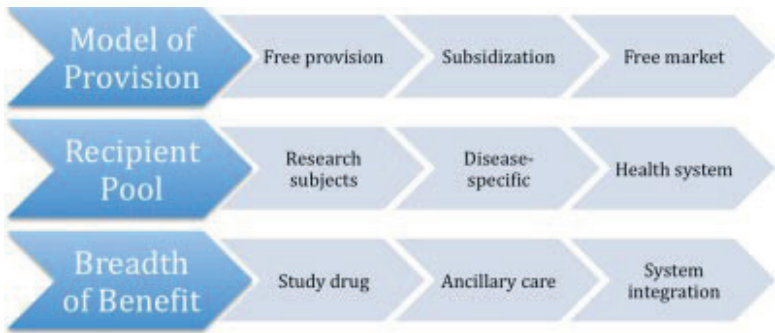 Model of
Provision
Free provision
Subsidization
Free market
Recipient
Pool
Research
subjects
Disease-
specific
Health system
Breadth
of Benefit
Study drug
Ancillary care
System
integration